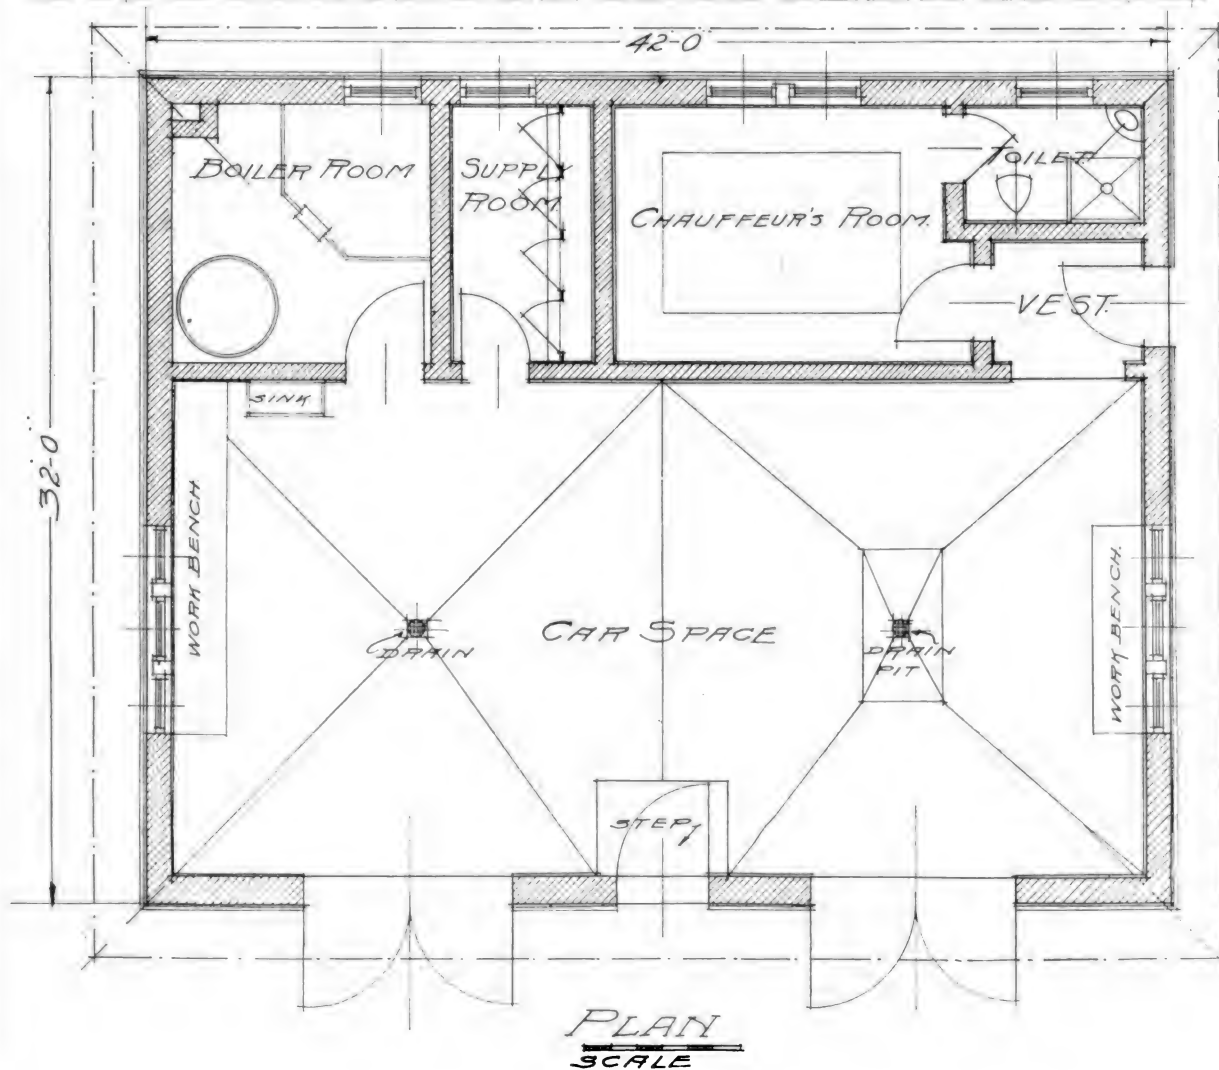 42-0"
BOILER ROOM
SUPPLY
ROOM
CHAUFFEUR'S ROOM.
TOILET
VEST.
SINK
32'-0"
WORK BENCH.
CAR SPACE
DRAIN
DRAIN
PIT
WORK BENCH.
STEP
PLAN
SCALE